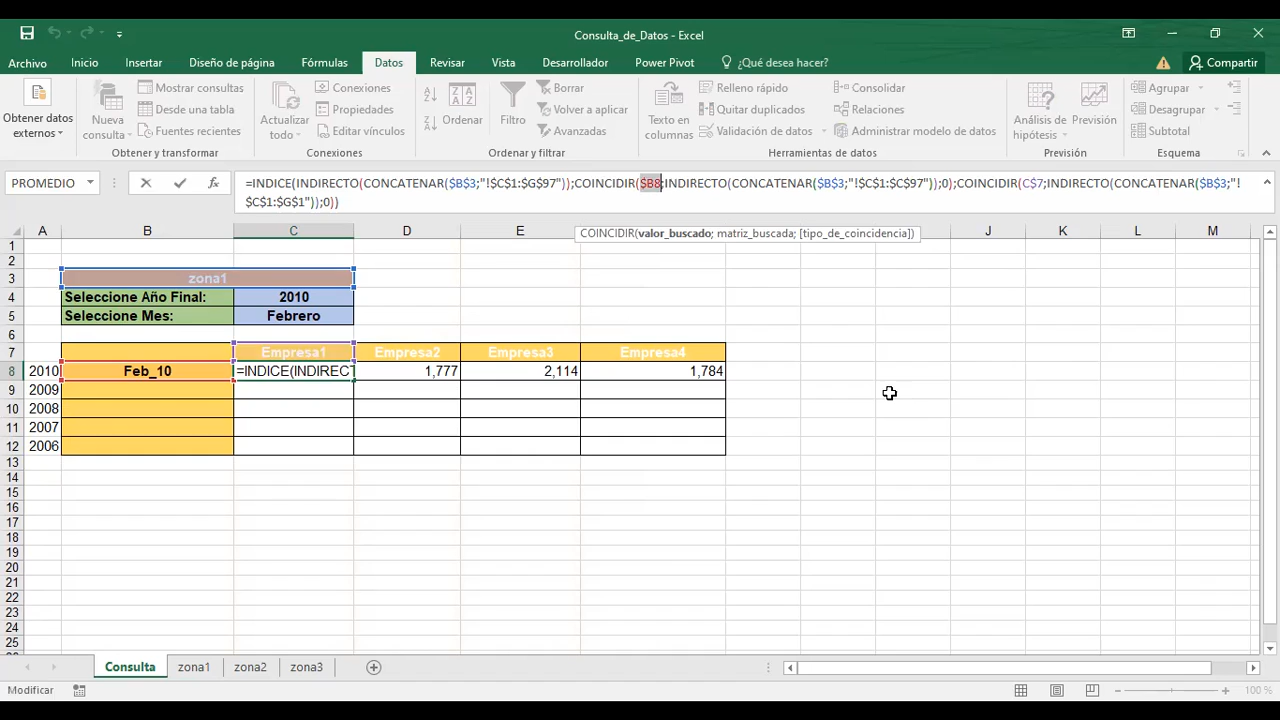 Consulta_de_Datos - Excel
Archivo Inicio Insertar Diseño de página Fórmulas Datos Revisar Vista Desarrollador Power Pivot ¿Qué desea hacer? Compartir
Obtener datos externos
Nueva consulta
Mostrar consultas
Desde una tabla
Fuentes recientes
Obtener y transformar
Actualizar todo
Conexiones
Propiedades
Editar vínculos
Conexiones
Ordenar
Filtro
Borrar
Volver a aplicar
Avanzadas
Ordenar y filtrar
Texto en columnas
Relleno rápido
Quitar duplicados
Validación de datos
Consolidar
Relaciones
Administrar modelo de datos
Herramientas de datos
Análisis de hipótesis
Previsión
Previsión
Agrupar
Desagrupar
Subtotal
Esquema
PROMEDIO
=INDICE(INDIRECTO(CONCATENAR($B$3;"!$C$1:$G$97"));COINCIDIR($B8;INDIRECTO(CONCATENAR($B$3;"!$C$1:$C$97"));0);COINCIDIR(C$7;INDIRECTO(CONCATENAR($B$3;"!
$C$1:$G$1"));0))
COINCIDIR(valor_buscado; matriz_buscada; [tipo_de_coincidencia])
A B C D E J K L M
1
2
3 zona1
4 Seleccione Año Final: 2010
5 Seleccione Mes: Febrero
6
7 Empresa1 Empresa2 Empresa3 Empresa4
8 2010 Feb_10 =INDICE(INDIRECT 1,777 2,114 1,784
9 2009
10 2008
11 2007
12 2006
13
14
15
16
17
18
19
20
21
22
23
24
25
Consulta zona1 zona2 zona3
Modificar 100 %